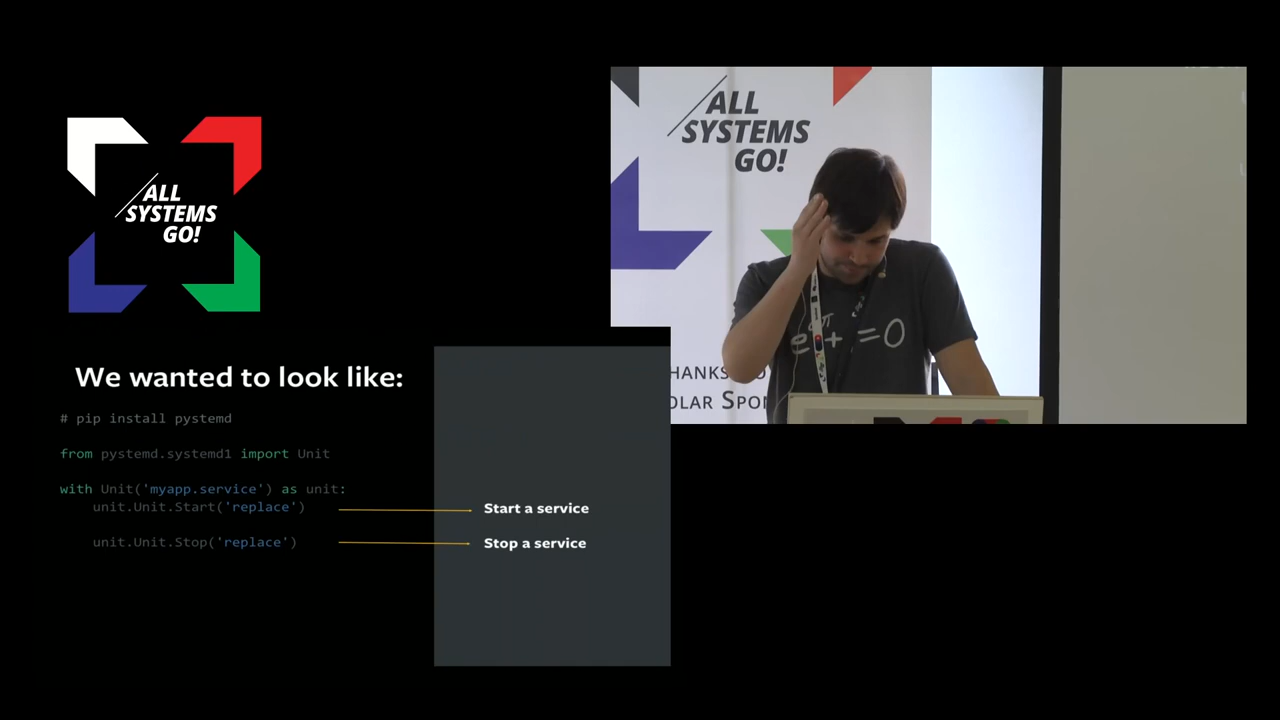 ALL
SYSTEMS
GO!
ALL
SYSTEMS
GO!
We wanted to look like:
# pip install pystemd
from pystemd.systemd1 import Unit
with Unit('myapp.service') as unit:
unit.Unit.Start('replace')
unit.Unit.Stop('replace')
Start a service
Stop a service
=0